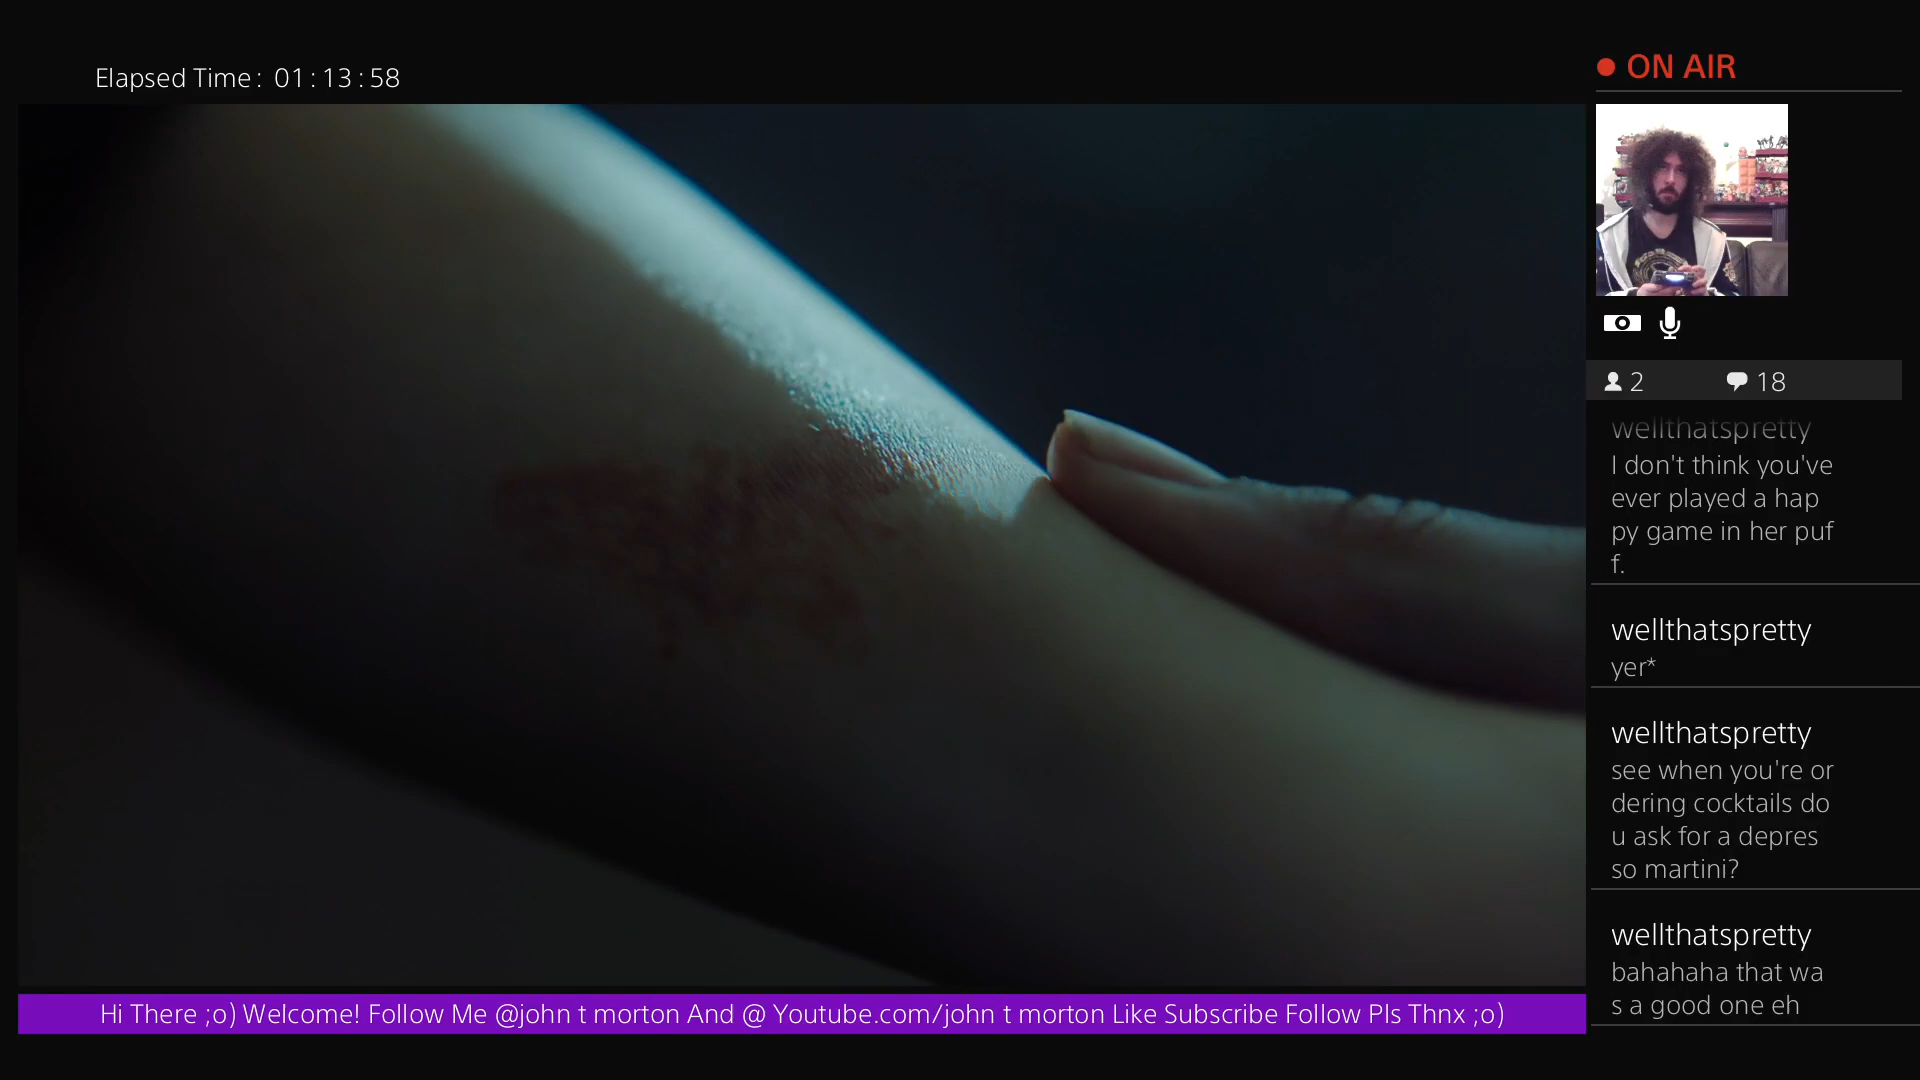 Elapsed Time: 01:13:58
ON AIR
2 18
wellthatspretty
I don't think you've
ever played a hap
py game in her puf
f.
wellthatspretty
yer*
wellthatspretty
see when you're or
dering cocktails do
u ask for a depres
so martini?
wellthatspretty
bahahaha that wa
s a good one eh
Hi There ;o) Welcome! Follow Me @john t morton And @ Youtube.com/john t morton Like Subscribe Follow Pls Thnx ;o)